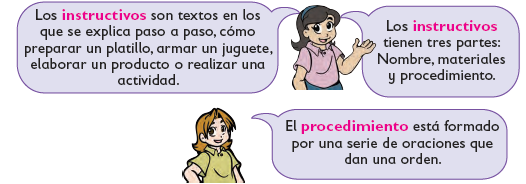 Los instructivos son textos en los
que se explica paso a paso, cómo
preparar un platillo, armar un juguete,
elaborar un producto o realizar una
actividad.
Los instructivos
tienen tres partes:
Nombre, materiales
y procedimiento.
El procedimiento está formado
por una serie de oraciones que
dan una orden.